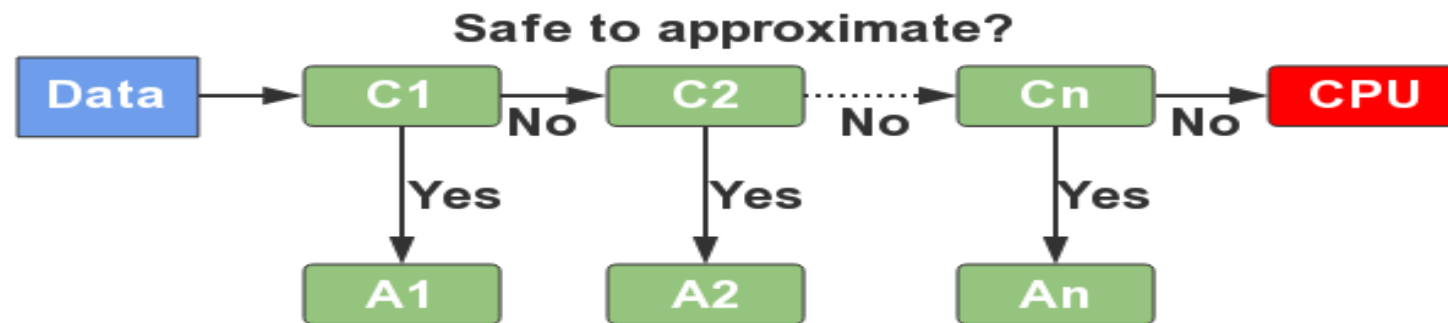 Safe to approximate?
Data C1 C2 Cn CPU
No No No
Yes Yes Yes
A1 A2 An